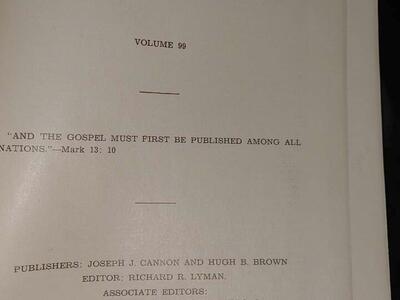 VOLUME 99
"AND THE GOSPEL MUST FIRST BE PUBLISHED AMONG ALL
NATIONS."—Mark 13: 10
PUBLISHERS: JOSEPH J. CANNON AND HUGH B. BROWN
EDITOR: RICHARD R. LYMAN.
ASSOCIATE EDITORS: